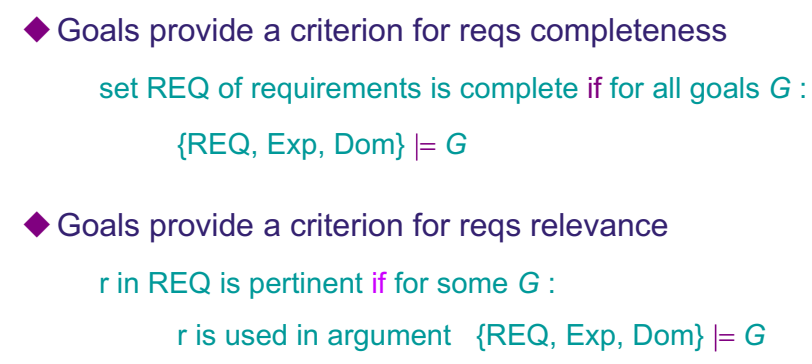 ◆ Goals provide a criterion for reqs completeness
set REQ of requirements is complete if for all goals G :
{REQ, Exp, Dom} |= G
◆ Goals provide a criterion for reqs relevance
r in REQ is pertinent if for some G :
r is used in argument {REQ, Exp, Dom} |= G